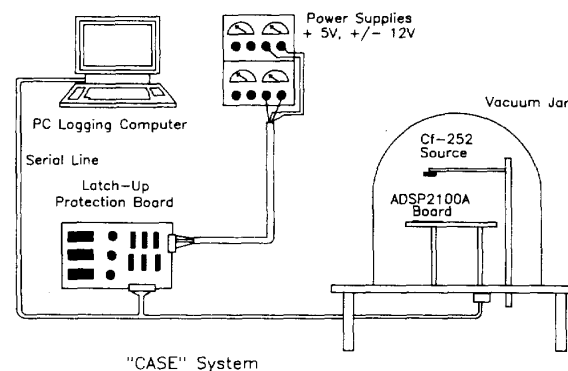 Power Supplies
+ 5V, +/- 12V
PC Logging Computer
Vacuum Jar
Cf-252
Source
Serial Line
Latch-Up
Protection Board
ADSP2100A
Board
"CASE" System